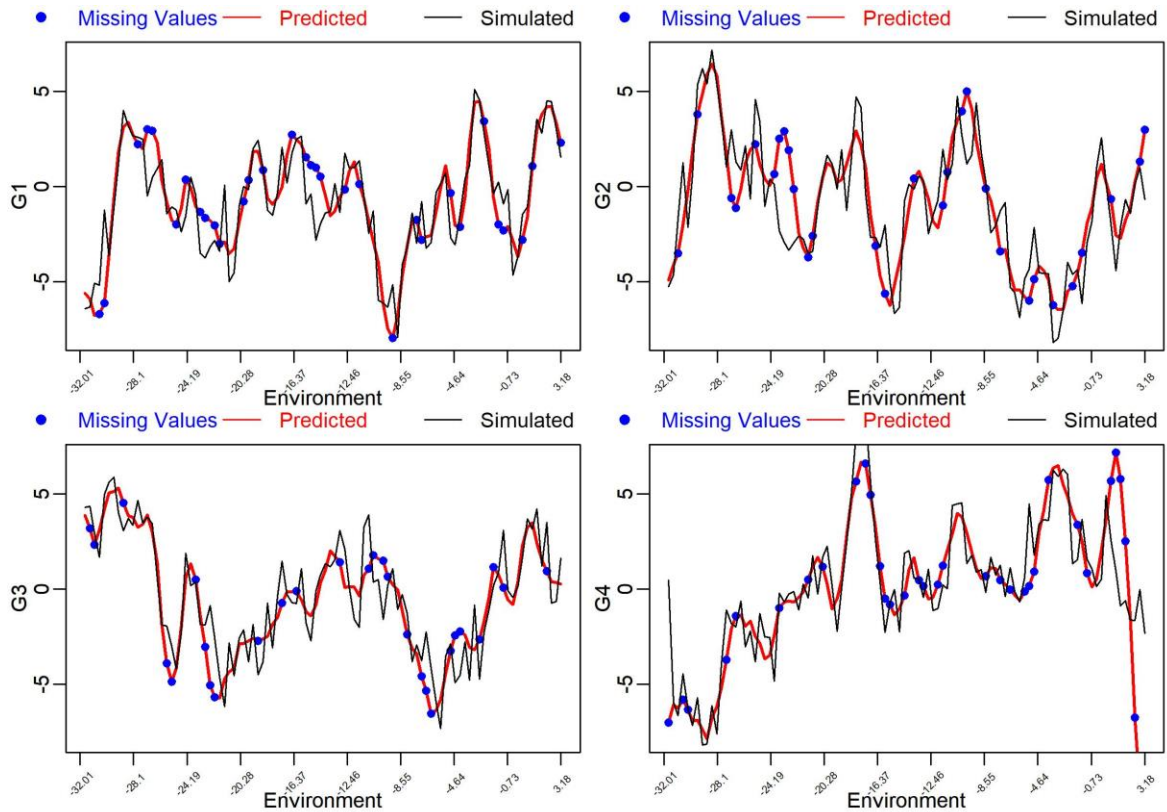 Missing Values Predicted Simulated
G1
5
0
-5
-32.01 -28.1 -24.19 -20.28 -16.37 -12.46 -8.55 -4.64 -0.73 3.18
Environment
Missing Values Predicted Simulated
G2
5
0
-5
-32.01 -28.1 -24.19 -20.28 -16.37 -12.46 -8.55 -4.64 -0.73 3.18
Environment
Missing Values Predicted Simulated
G3
5
0
-5
-32.01 -28.1 -24.19 -20.28 -16.37 -12.46 -8.55 -4.64 -0.73 3.18
Environment
Missing Values Predicted Simulated
G4
5
0
-5
-32.01 -28.1 -24.19 -20.28 -16.37 -12.46 -8.55 -4.64 -0.73 3.18
Environment